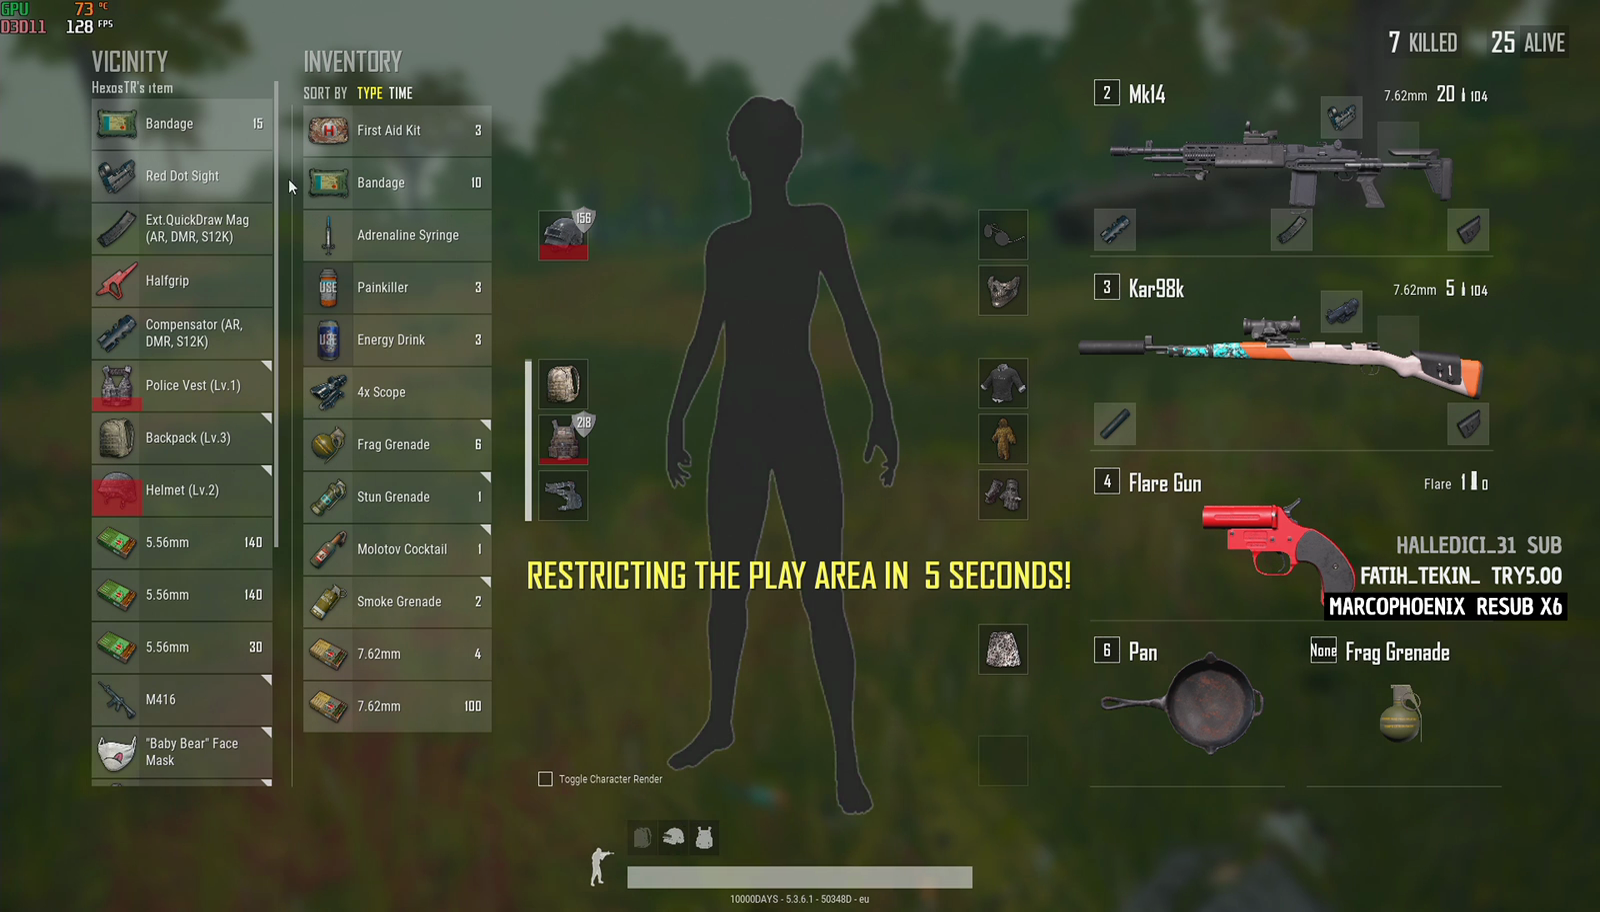 GPU 73 °C
D3D11 128 FPS
7 KILLED 25 ALIVE
VICINITY
HexosTR's item
Bandage 15
Red Dot Sight
Ext.QuickDraw Mag
(AR, DMR, S12K)
Halfgrip
Compensator (AR,
DMR, S12K)
Police Vest (Lv.1)
Backpack (Lv.3)
Helmet (Lv.2)
5.56mm 140
5.56mm 140
5.56mm 30
M416
"Baby Bear" Face
Mask
INVENTORY
SORT BY TYPE TIME
First Aid Kit 3
Bandage 10
Adrenaline Syringe
USE Painkiller 3
USE Energy Drink 3
4x Scope
Frag Grenade 6
Stun Grenade 1
Molotov Cocktail 1
Smoke Grenade 2
7.62mm 4
7.62mm 100
156
218
RESTRICTING THE PLAY AREA IN 5 SECONDS!
Toggle Character Render
2 Mk14 7.62mm 20 104
3 Kar98k 7.62mm 5 104
1
4 Flare Gun Flare 1 0
HALLEDICI_31 SUB
FATIH_TEKIN_ TRY5.00
MARCOPHOENIX RESUB X6
6 Pan
None Frag Grenade
10000DAYS - 5.3.6.1 - 50348D - eu